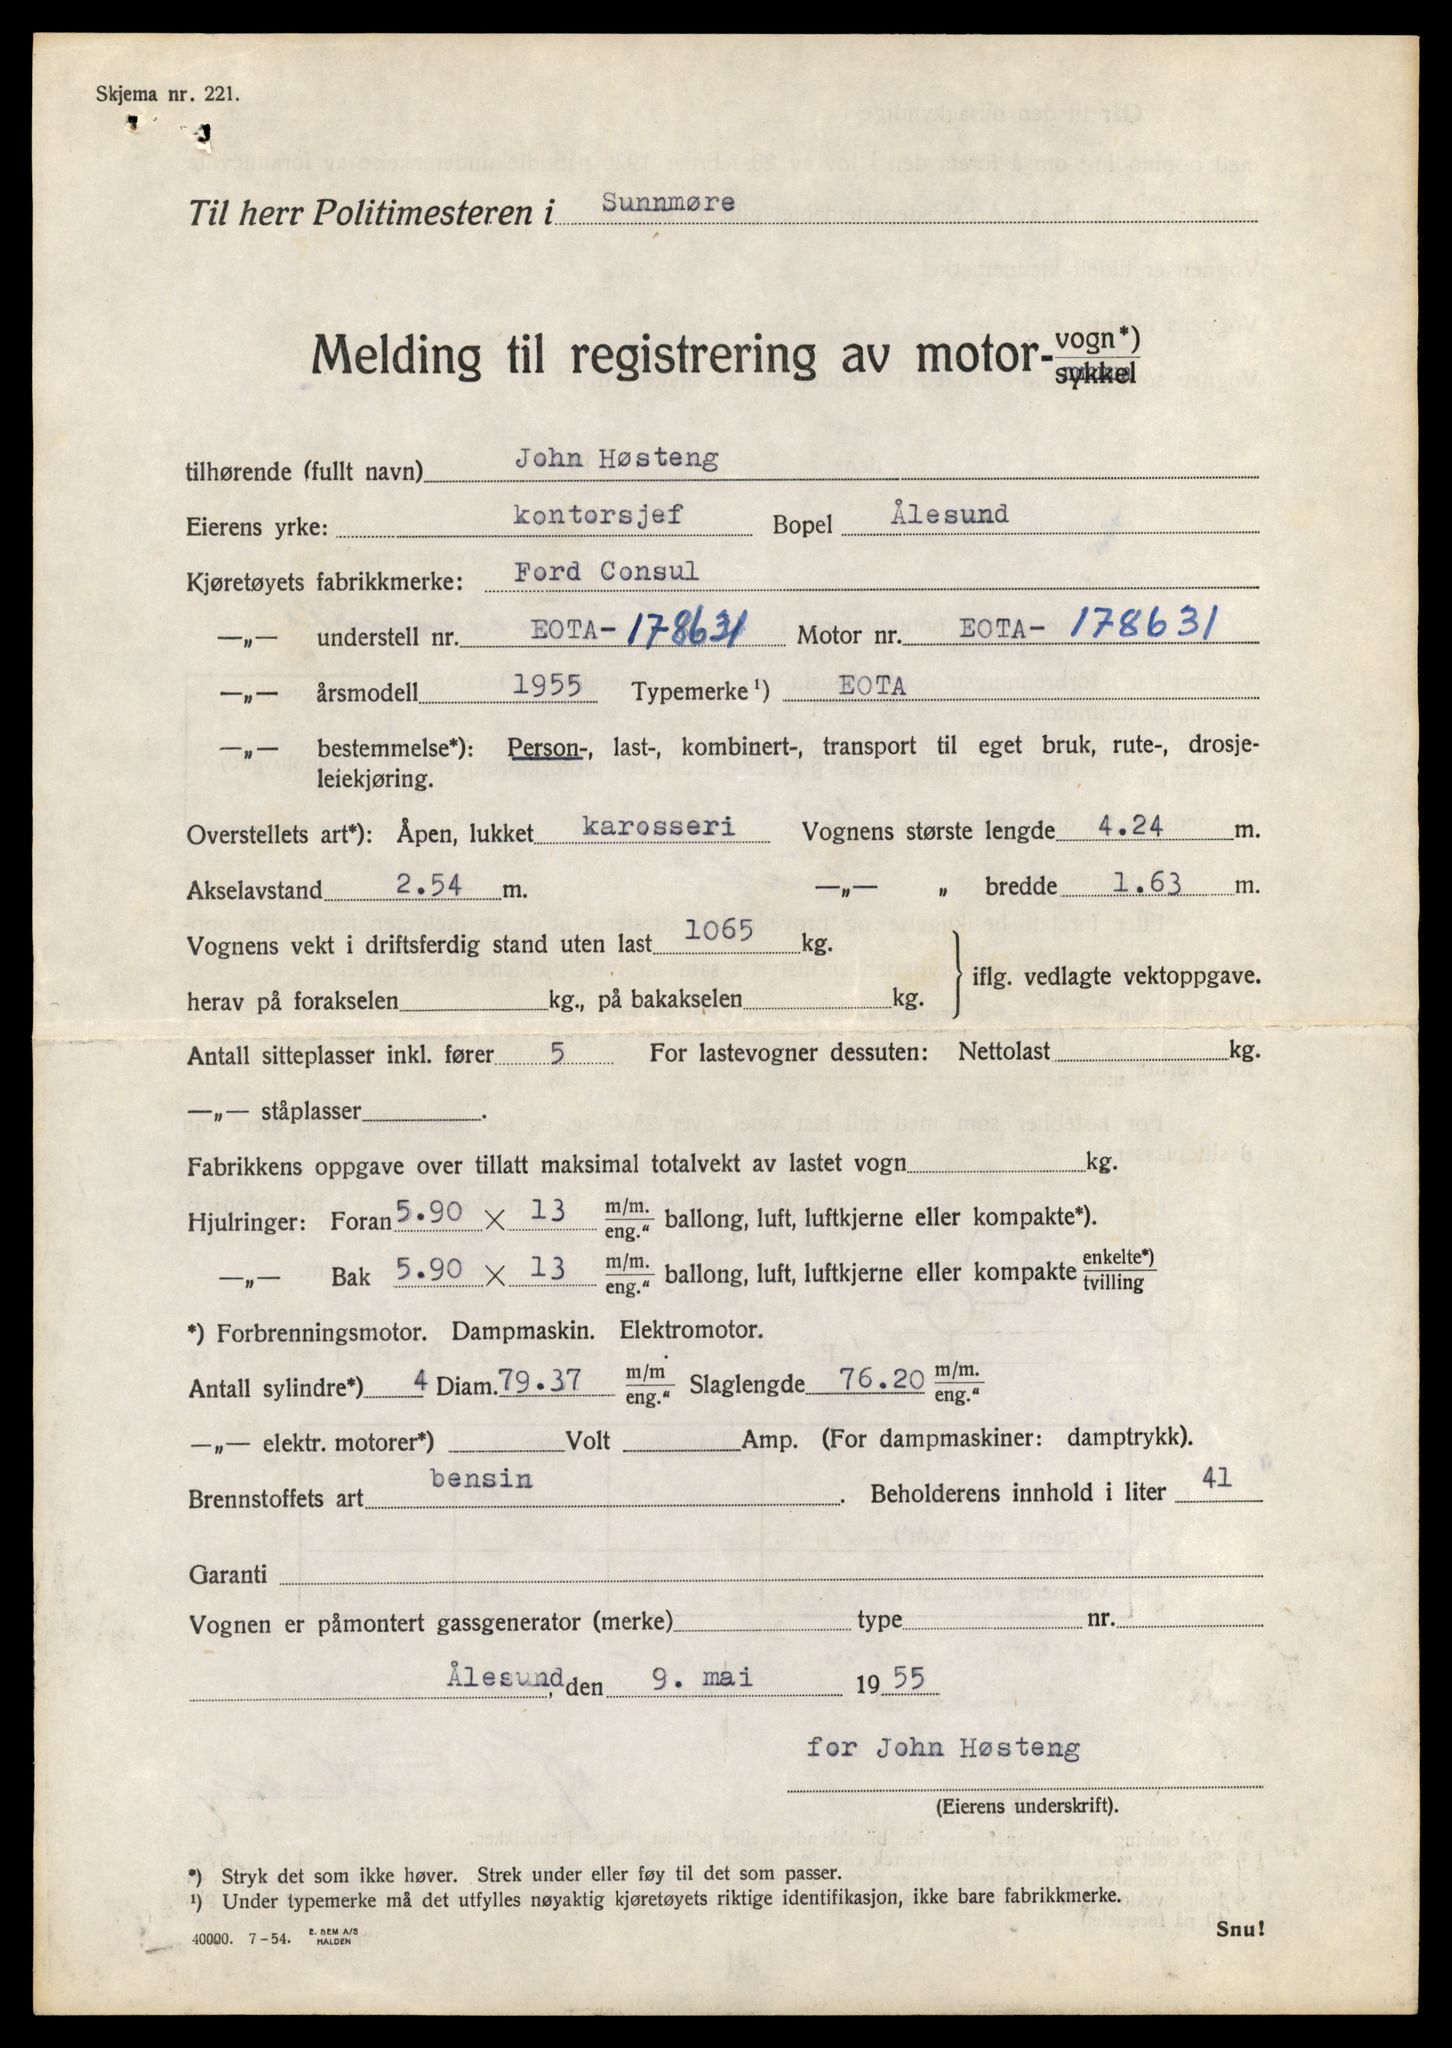 Skjema nr. 221.
Til herr Politimesteren i Sunnmøre
Melding til registrering av motor-vogn*)
sykkel
tilhørende (fullt navn) John Høsteng
Eierens yrke: kontorsjef Bopel Ålesund
Kjøretøyets fabrikkmerke: Ford Consul
—„— understell nr. EOTA-178631 Motor nr. EOTA-178631
—„— årsmodell 1955 Typemerke¹) EOTA
—„— bestemmelse*): Person-, last-, kombinert-, transport til eget bruk, rute-, drosje-
leiekjøring.
Overstellets art*): Åpen, lukket karosseri Vognens største lengde 4.24 m.
Akselavstand 2.54 m. —„— „ bredde 1.63 m.
Vognens vekt i driftsferdig stand uten last 1065 kg.
herav på forakselen kg., på bakakselen kg. } iflg. vedlagte vektoppgave.
Antall sitteplasser inkl. fører 5 For lastevogner dessuten: Nettolast kg.
—„— ståplasser .
Fabrikkens oppgave over tillatt maksimal totalvekt av lastet vogn kg.
Hjulringer: Foran 5.90 × 13 m/m. eng.“ ballong, luft, luftkjerne eller kompakte*).
—„— Bak 5.90 × 13 m/m. eng.“ ballong, luft, luftkjerne eller kompakte enkelte*) tvilling
*) Forbrenningsmotor. Dampmaskin. Elektromotor.
Antall sylindre*) 4 Diam. 79.37 m/m eng.“ Slaglengde 76.20 m/m. eng.“
—„— elektr. motorer*) Volt Amp. (For dampmaskiner: damptrykk).
Brennstoffets art bensin . Beholderens innhold i liter 41
Garanti
Vognen er påmontert gassgenerator (merke) type nr.
Ålesund, den 9. mai 1955
for John Høsteng
(Eierens underskrift).
*) Stryk det som ikke høver. Strek under eller føy til det som passer.
¹) Under typemerke må det utfylles nøyaktig kjøretøyets riktige identifikasjon, ikke bare fabrikkmerke.
40000. 7-54. E. SEM A/S HALDEN
Snu!